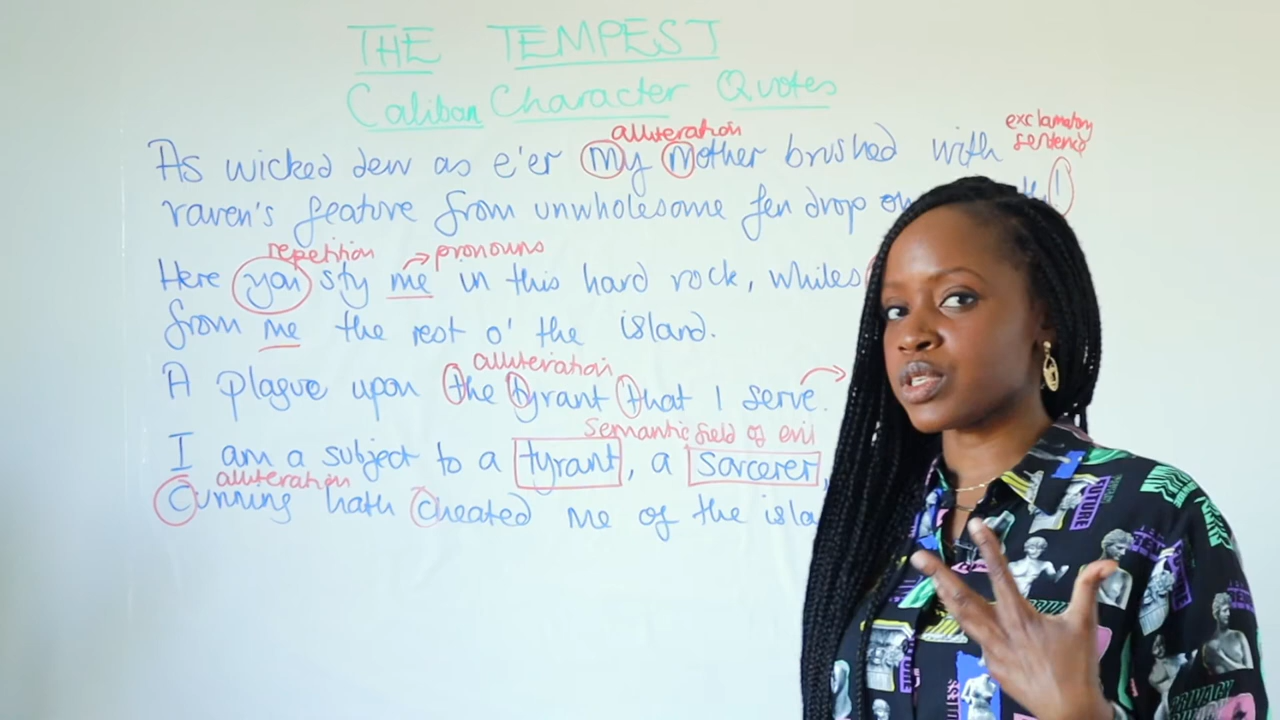 THE TEMPEST
Caliban Character Quotes
alliteration
exclamatory
sentence
As wicked dew as e'er my mother brushed with
raven's feature from unwholesome fen drop on !
repetition
pronouns
Here you sty me in this hard rock, whiles
from me the rest o' the island.
alliteration
A plague upon the tyrant that I serve.
semantic field of evil
I am a subject to a tyrant, a sorcerer,
alliteration
Cunning hath cheated me of the
FUTURE
PRIVACY